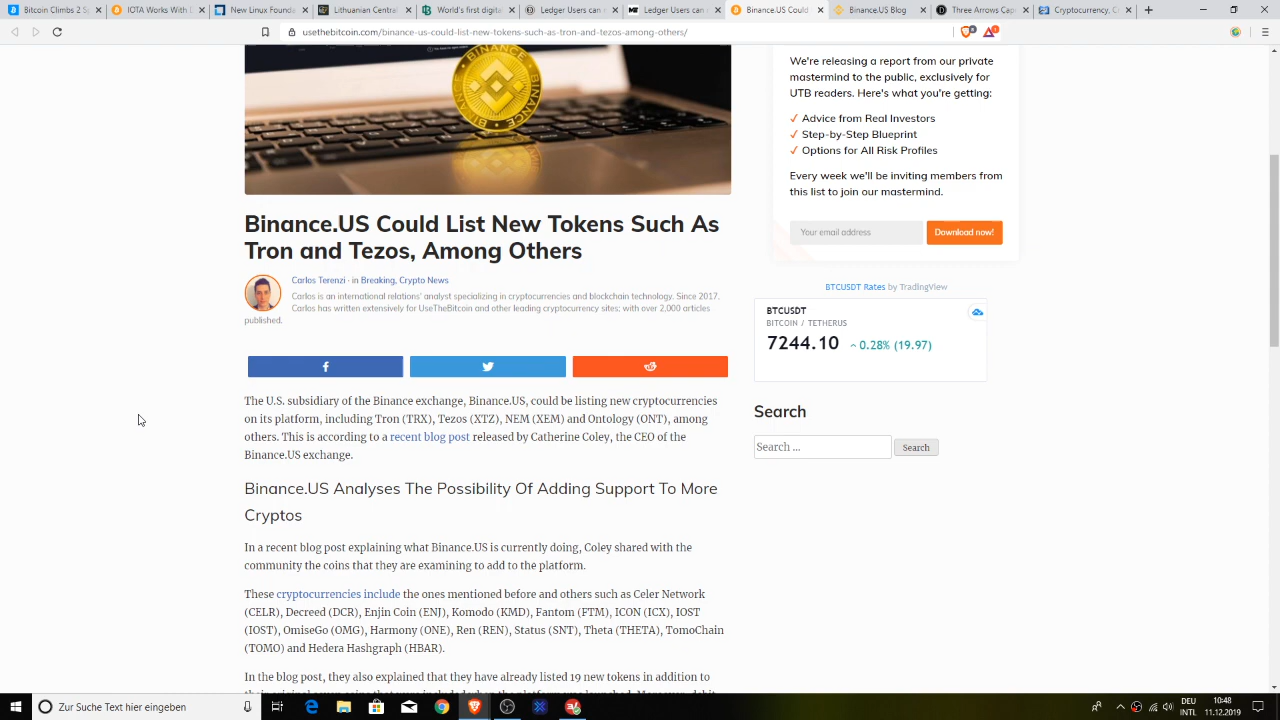 Bitcoin Climbs 2 S
IOTA Works With D
New Linux Founde
Lithuanian Central
World's first digital
Ledger Users can
Ledger Users can
Binance.US Could
Binance.US Blog
Three Arrows Cap
Cryptocurrency, C
usethebitcoin.com/binance-us-could-list-new-tokens-such-as-tron-and-tezos-among-others/
BINANCE
BINANCE
We're releasing a report from our private
mastermind to the public, exclusively for
UTB readers. Here's what you're getting:
✓ Advice from Real Investors
✓ Step-by-Step Blueprint
✓ Options for All Risk Profiles
Every week we'll be inviting members from
this list to join our mastermind.
Your email address
Download now!
Binance.US Could List New Tokens Such As
Tron and Tezos, Among Others
Carlos Terenzi · in Breaking, Crypto News
Carlos is an international relations' analyst specializing in cryptocurrencies and blockchain technology. Since 2017.
Carlos has written extensively for UseTheBitcoin and other leading cryptocurrency sites; with over 2,000 articles
published.
BTCUSDT Rates by TradingView
BTCUSDT
BITCOIN / TETHERUS
7244.10 0.28% (19.97)
The U.S. subsidiary of the Binance exchange, Binance.US, could be listing new cryptocurrencies
on its platform, including Tron (TRX), Tezos (XTZ), NEM (XEM) and Ontology (ONT), among
others. This is according to a recent blog post released by Catherine Coley, the CEO of the
Binance.US exchange.
Search
Search ...
Search
Binance.US Analyses The Possibility Of Adding Support To More
Cryptos
In a recent blog post explaining what Binance.US is currently doing, Coley shared with the
community the coins that they are examining to add to the platform.
These cryptocurrencies include the ones mentioned before and others such as Celer Network
(CELR), Decreed (DCR), Enjin Coin (ENJ), Komodo (KMD), Fantom (FTM), ICON (ICX), IOST
(IOST), OmiseGo (OMG), Harmony (ONE), Ren (REN), Status (SNT), Theta (THETA), TomoChain
(TOMO) and Hedera Hashgraph (HBAR).
In the blog post, they also explained that they have already listed 19 new tokens in addition to
Zur Suche Text hier eingeben
DEU
INTL
10:48
11.12.2019